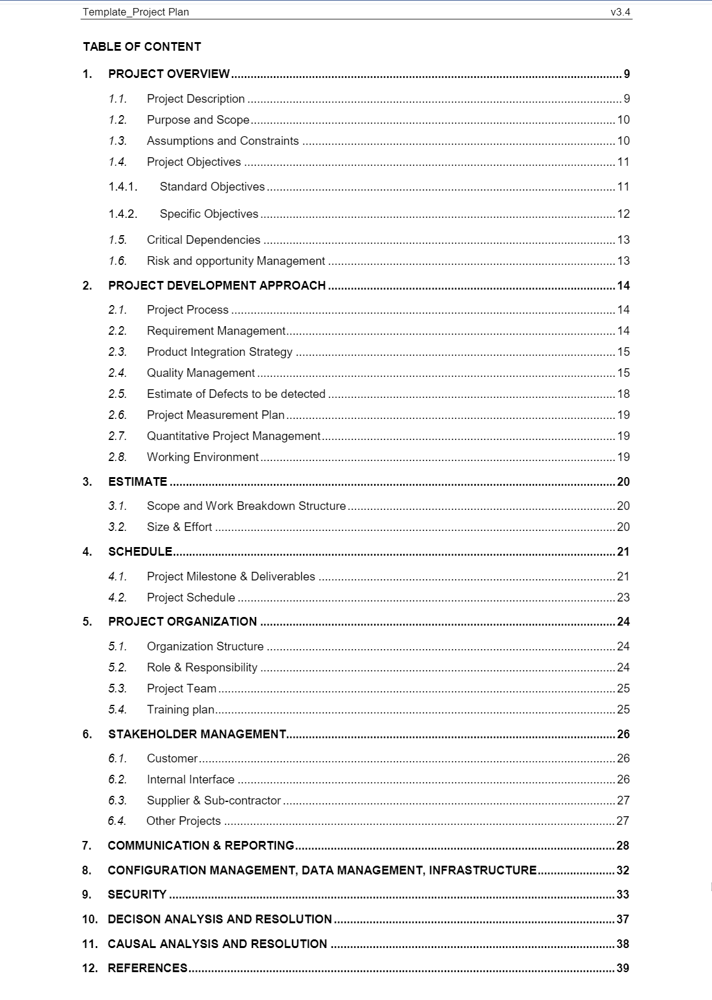 Template_Project Plan v3.4
TABLE OF CONTENT
1. PROJECT OVERVIEW 9
1.1. Project Description 9
1.2. Purpose and Scope 10
1.3. Assumptions and Constraints 10
1.4. Project Objectives 11
1.4.1. Standard Objectives 11
1.4.2. Specific Objectives 12
1.5. Critical Dependencies 13
1.6. Risk and opportunity Management 13
2. PROJECT DEVELOPMENT APPROACH 14
2.1. Project Process 14
2.2. Requirement Management 14
2.3. Product Integration Strategy 15
2.4. Quality Management 15
2.5. Estimate of Defects to be detected 18
2.6. Project Measurement Plan 19
2.7. Quantitative Project Management 19
2.8. Working Environment 19
3. ESTIMATE 20
3.1. Scope and Work Breakdown Structure 20
3.2. Size & Effort 20
4. SCHEDULE 21
4.1. Project Milestone & Deliverables 21
4.2. Project Schedule 23
5. PROJECT ORGANIZATION 24
5.1. Organization Structure 24
5.2. Role & Responsibility 24
5.3. Project Team 25
5.4. Training plan 25
6. STAKEHOLDER MANAGEMENT 26
6.1. Customer 26
6.2. Internal Interface 26
6.3. Supplier & Sub-contractor 27
6.4. Other Projects 27
7. COMMUNICATION & REPORTING 28
8. CONFIGURATION MANAGEMENT, DATA MANAGEMENT, INFRASTRUCTURE 32
9. SECURITY 33
10. DECISON ANALYSIS AND RESOLUTION 37
11. CAUSAL ANALYSIS AND RESOLUTION 38
12. REFERENCES 39